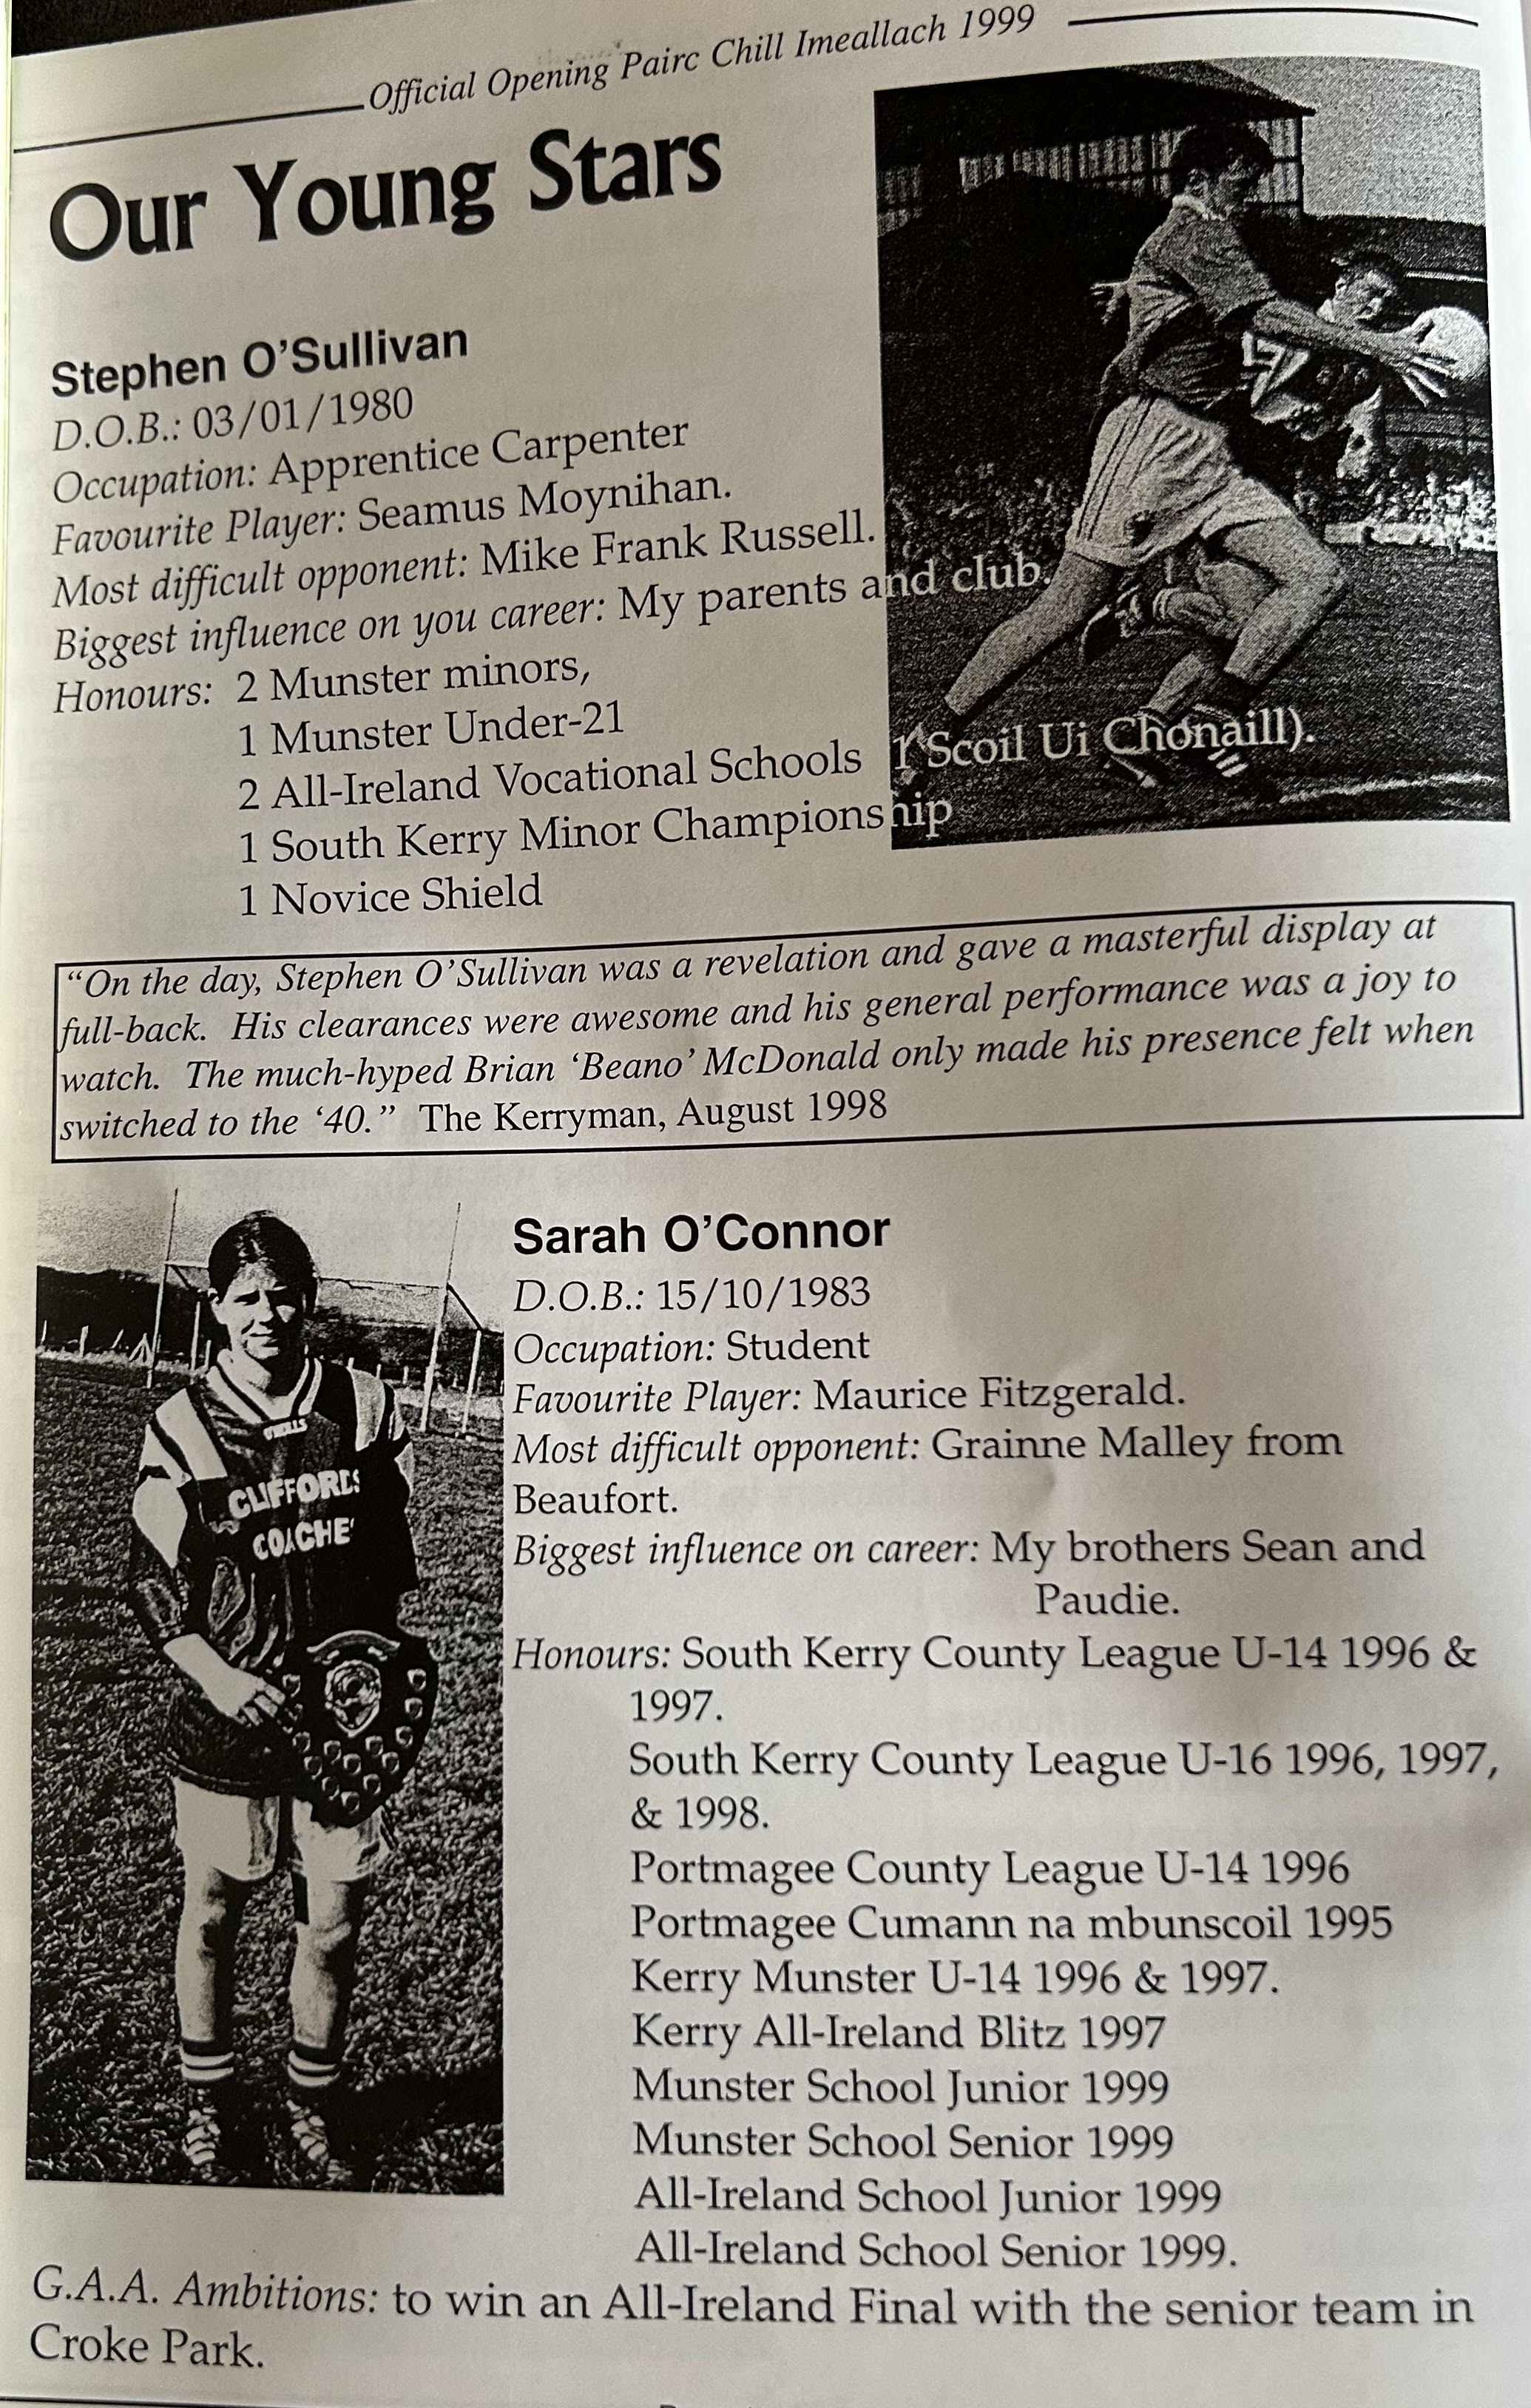 Official Opening Pairc Chill Imeallach 1999
Our Young Stars
Stephen O'Sullivan
D.O.B.: 03/01/1980
Occupation: Apprentice Carpenter
Favourite Player: Seamus Moynihan.
Most difficult opponent: Mike Frank Russell.
Biggest influence on you career: My parents and club.
Honours: 2 Munster minors,
1 Munster Under-21
2 All-Ireland Vocational Schools 1 Scoil Ui Chonaill).
1 South Kerry Minor Championship
1 Novice Shield
"On the day, Stephen O'Sullivan was a revelation and gave a masterful display at
full-back. His clearances were awesome and his general performance was a joy to
watch. The much-hyped Brian 'Beano' McDonald only made his presence felt when
switched to the '40." The Kerryman, August 1998
CLIFFORDS
COACHE
Sarah O'Connor
D.O.B.: 15/10/1983
Occupation: Student
Favourite Player: Maurice Fitzgerald.
Most difficult opponent: Grainne Malley from
Beaufort.
Biggest influence on career: My brothers Sean and
Paudie.
Honours: South Kerry County League U-14 1996 &
1997.
South Kerry County League U-16 1996, 1997,
& 1998.
Portmagee County League U-14 1996
Portmagee Cumann na mbunscoil 1995
Kerry Munster U-14 1996 & 1997.
Kerry All-Ireland Blitz 1997
Munster School Junior 1999
Munster School Senior 1999
All-Ireland School Junior 1999
All-Ireland School Senior 1999.
G.A.A. Ambitions: to win an All-Ireland Final with the senior team in
Croke Park.